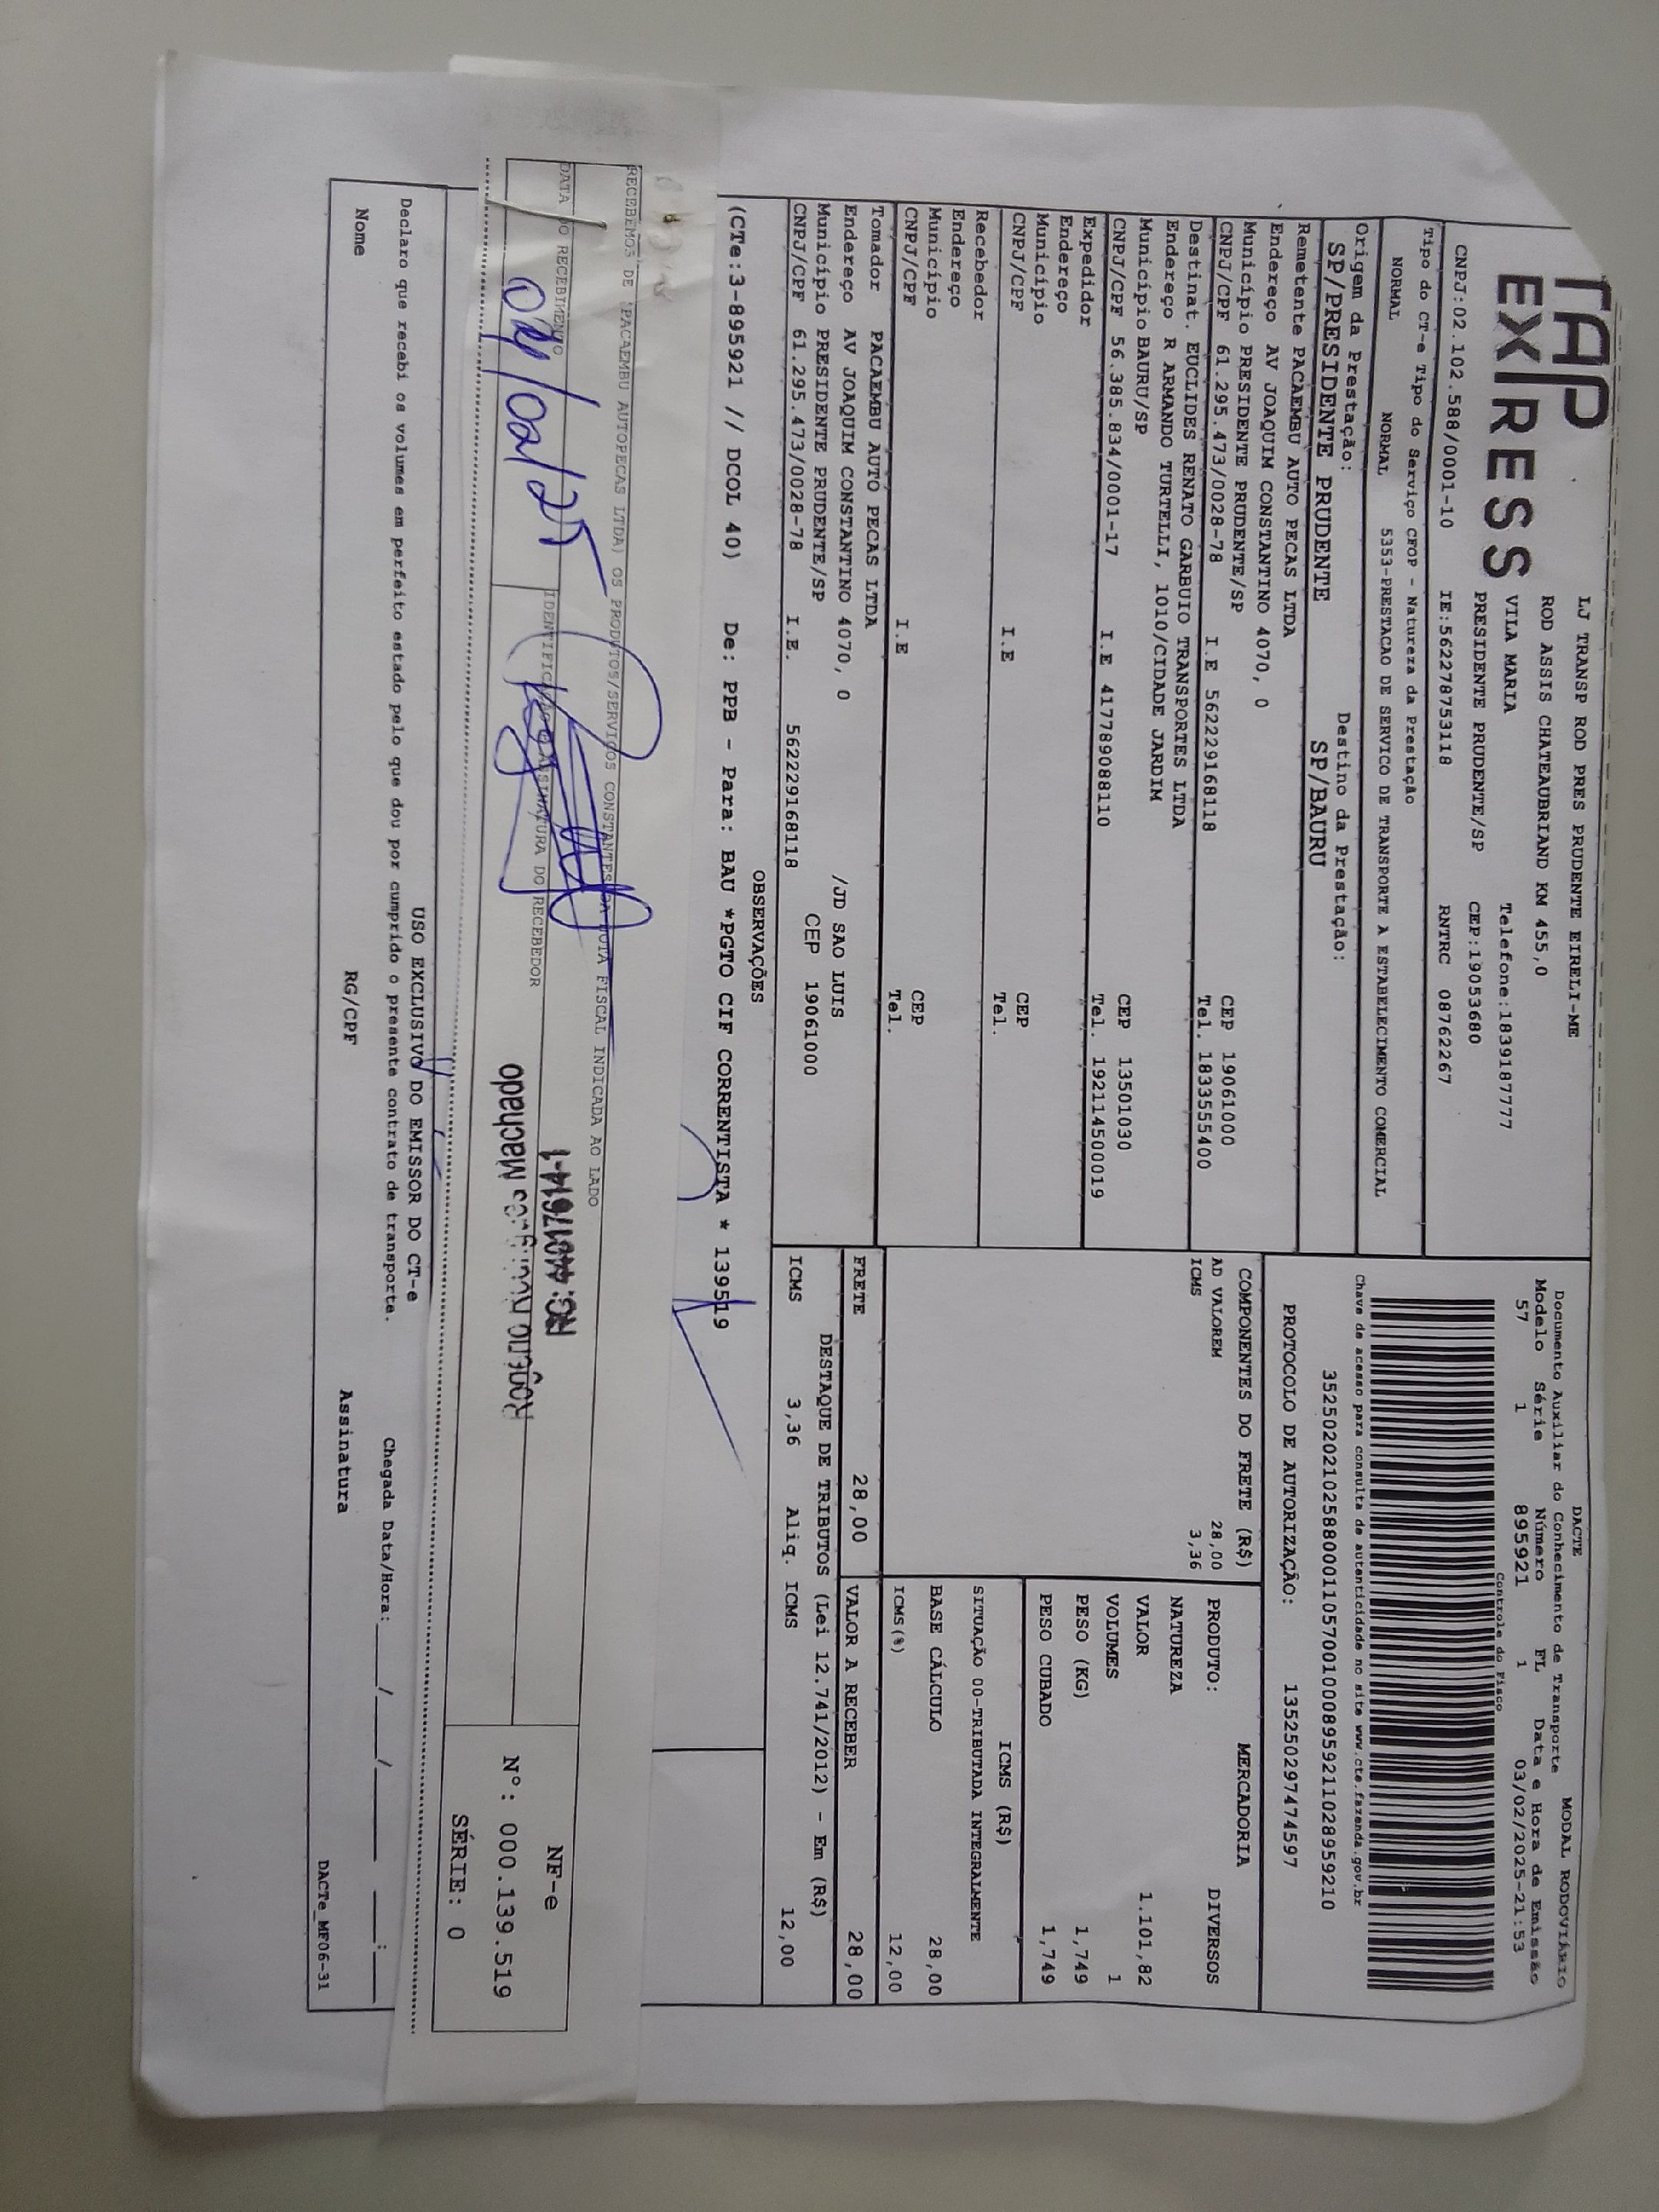 TAP
EXPRESS
LJ TRANSP ROD PRES PRUDENTE EIRELI-ME
ROD ASSIS CHATEAUBRIAND KM 455,0
VILA MARIA Telefone:1839187777
PRESIDENTE PRUDENTE/SP CEP:19053680
CNPJ:02.102.588/0001-10 IE:562278753118 RNTRC 08762267
DACTE MODAL RODOVIÁRIO
Documento Auxiliar do Conhecimento de Transporte
Modelo Série Número FL Data e Hora de Emissão
57 1 895921 1 03/02/2025-21:53
Controle do Fisco
Tipo do CT-e Tipo do Serviço CFOP - Natureza da Prestação
NORMAL NORMAL 5353-PRESTACAO DE SERVICO DE TRANSPORTE A ESTABELECIMENTO COMERCIAL
Chave de acesso para consulta de autenticidade no site www.cte.fazenda.gov.br
35250202102588000110570010008959211028959210
Origem da Prestação: Destino da Prestação:
SP/PRESIDENTE PRUDENTE SP/BAURU
PROTOCOLO DE AUTORIZAÇÃO: 135250297474597
Remetente PACAEMBU AUTO PECAS LTDA
Endereço AV JOAQUIM CONSTANTINO 4070, 0
Município PRESIDENTE PRUDENTE/SP CEP 19061000
CNPJ/CPF 61.295.473/0028-78 I.E 562229168118 Tel. 1833555400
Destinat. EUCLIDES RENATO GARBUIO TRANSPORTES LTDA
Endereço R ARMANDO TURTELLI, 1010/CIDADE JARDIM
Município BAURU/SP CEP 13501030
CNPJ/CPF 56.385.834/0001-17 I.E 417789088110 Tel. 1921145000019
Expedidor
Endereço
Município CEP
CNPJ/CPF I.E Tel.
Recebedor
Endereço
Município CEP
CNPJ/CPF I.E Tel.
Tomador PACAEMBU AUTO PECAS LTDA
Endereço AV JOAQUIM CONSTANTINO 4070, 0 /JD SAO LUIS
Município PRESIDENTE PRUDENTE/SP CEP 19061000
CNPJ/CPF 61.295.473/0028-78 I.E. 562229168118
COMPONENTES DO FRETE (R$)
AD VALOREM 28,00
ICMS 3,36
MERCADORIA
PRODUTO: DIVERSOS
NATUREZA
VALOR 1.101,82
VOLUMES 1
PESO (KG) 1,749
PESO CUBADO 1,749
ICMS (R$)
SITUAÇÃO 00-TRIBUTADA INTEGRALMENTE
BASE CÁLCULO 28,00
ICMS(%) 12,00
FRETE 28,00 VALOR A RECEBER 28,00
DESTAQUE DE TRIBUTOS (Lei 12.741/2012) - Em (R$)
ICMS 3,36 Aliq. ICMS 12,00
OBSERVAÇÕES
(CTe:3-895921 // DCOL 40) De: PPB - Para: BAU *PGTO CIF CORRENTISTA * 139519
RECEBEMOS DE (PACAEMBU AUTOPECAS LTDA) OS PRODUTOS/SERVIÇOS CONSTANTES DA NOTA FISCAL INDICADA AO LADO
DATA DO RECEBIMENTO IDENTIFICAÇÃO E ASSINATURA DO RECEBEDOR
04/02/25
Rogério Rodrigues Machado
NF-e
N°: 000.139.519
SÉRIE: 0
USO EXCLUSIVO DO EMISSOR DO CT-e
Declaro que recebi os volumes em perfeito estado pelo que dou por cumprido o presente contrato de transporte. Chegada Data/Hora:___/___/____ __:__
Nome RG/CPF Assinatura
DACTe_MF06-31